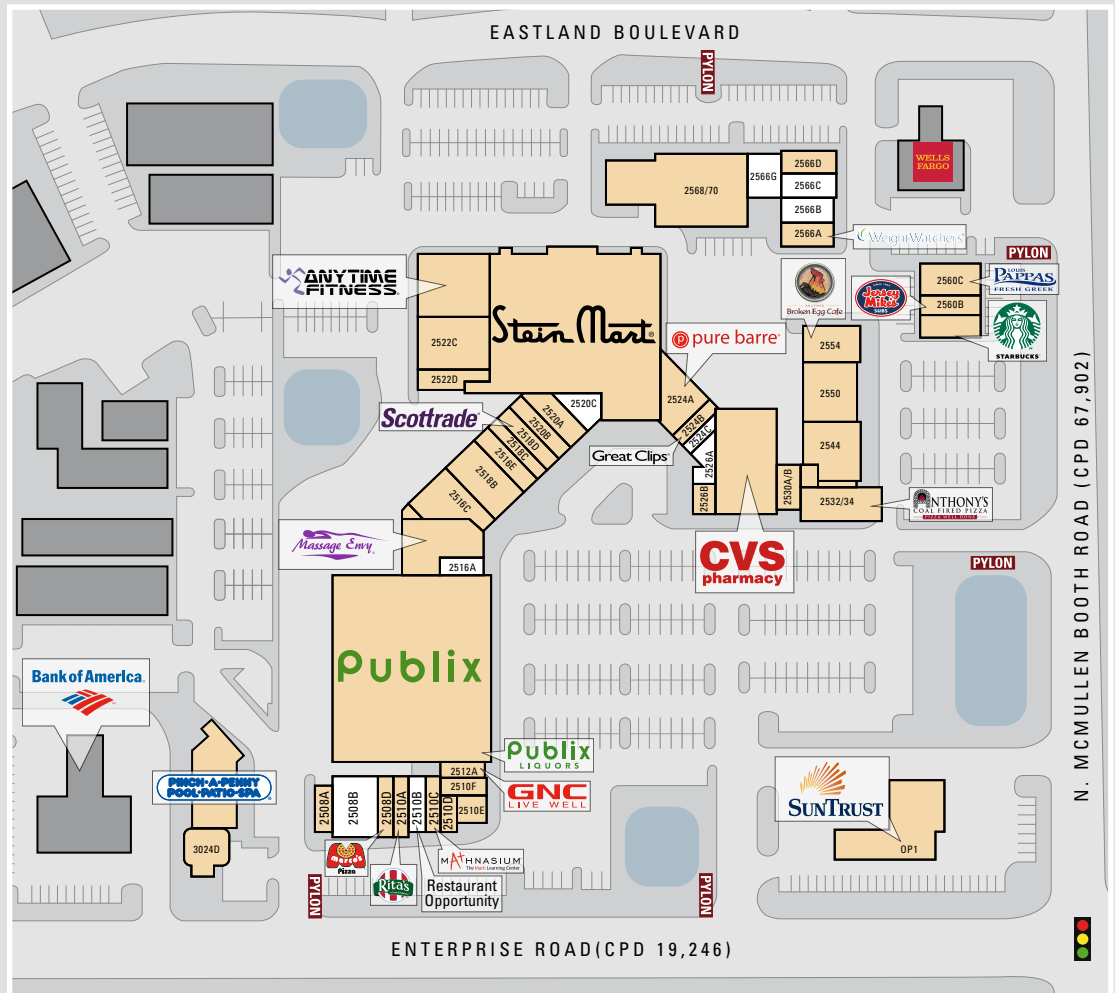 EASTLAND BOULEVARD
PYLON
WELLS
FARGO
2566D
2566G
2566C
2568/70
2566B
2566A
WeightWatchers
PYLON
ANYTIME
FITNESS
Stein Mart
ANOTHER
Broken Egg Cafe
Jersey
Mike's
SUBS
2560C
2560B
LOUIS
PAPPAS
FRESH GREEK
STARBUCKS
2522C
2522D
pure barre
2554
2550
2544
2524A
2524B
2524C
2526A
2526B
Great Clips
2530A/B
2532/34
ANTHONY'S
COAL FIRED PIZZA
PIZZA WELL DONE
Scottrade
2520C
2520A
2520B
2518D
2518C
2516E
2518B
2516C
Massage Envy
2516A
CVS
pharmacy
PYLON
N. MCMULLEN BOOTH ROAD (CPD 67,902)
Publix
Bank of America
Publix
LIQUORS
PINCH-A-PENNY
POOL-PATIO-SPA
GNC
LIVE WELL
SUNTRUST
2512A
2510F
2510E
2508A
2508B
2508D
2510A
2510B
2510C
2510D
3024D
OP1
Marco's
Pizza
Rita's
Restaurant
Opportunity
MATHNASIUM
The Math Learning Center
PYLON
PYLON
ENTERPRISE ROAD(CPD 19,246)